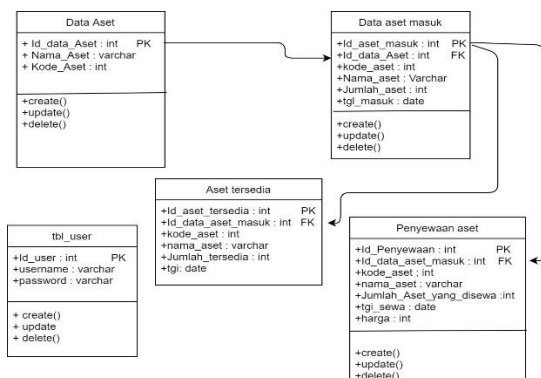 Data Aset
+ Id_data_Aset : int PK
+ Nama_Aset : varchar
+ Kode_Aset : int
+create()
+update()
+delete()
Data aset masuk
+Id_aset_masuk : int PK
+Id_data_Aset : int FK
+kode_aset : int
+Nama_aset : Varchar
+Jumlah_aset : int
+tgl_masuk : date
+create()
+update()
+delete()
Aset tersedia
+Id_aset_tersedia : int PK
+Id_data_aset_masuk : int FK
+kode_aset : int
+nama_aset : varchar
+Jumlah_tersedia : int
+tgi: date
tbl_user
+Id_user : int PK
+username : varchar
+password : varchar
+ create()
+ update
+ delete()
Penyewaan aset
+Id_Penyewaan : int PK
+Id_data_aset_masuk : int FK
+kode_aset ; int
+nama_aset : varchar
+Jumlah_Aset_yang_disewa :int
+tgi_sewa : date
+harga : int
+create()
+update()
+delete()